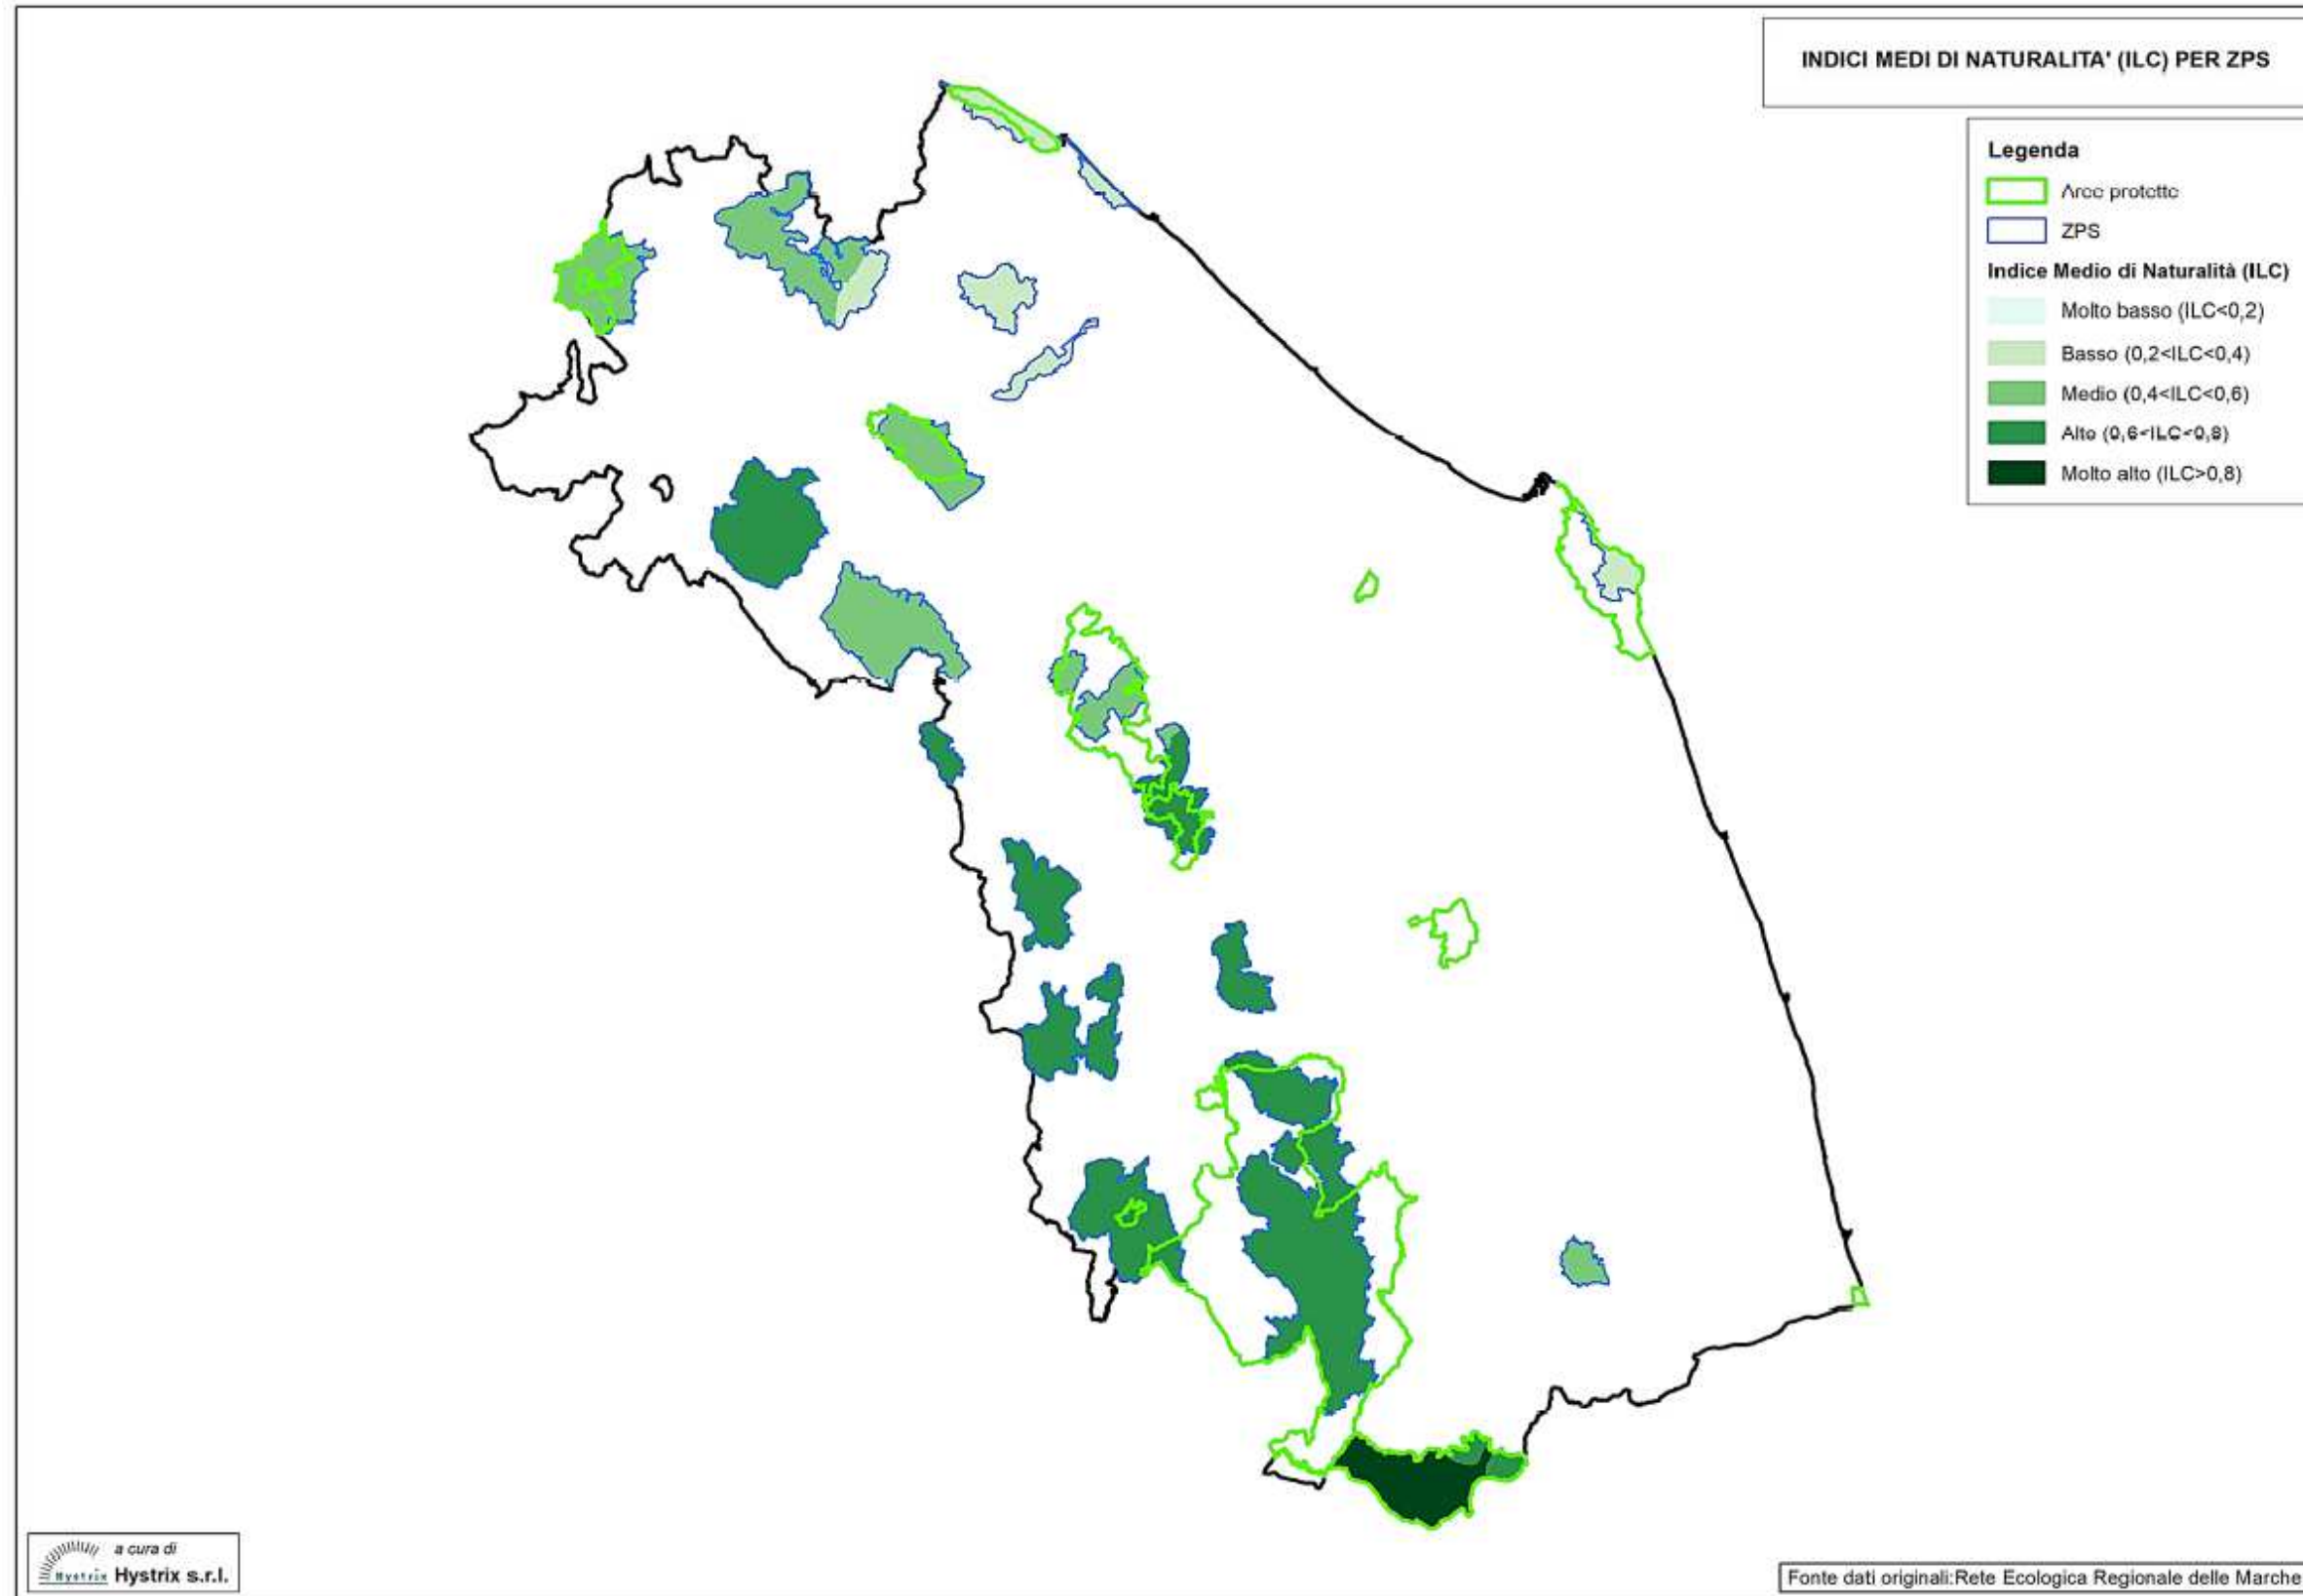 INDICI MEDI DI NATURALITA' (ILC) PER ZPS
Legenda
Aree protette
ZPS
Indice Medio di Naturalità (ILC)
Molto basso (ILC<0,2)
Basso (0,2<ILC<0,4)
Medio (0,4<ILC<0,6)
Alto (0,6<ILC<0,8)
Molto alto (ILC>0,8)
a cura di
Hystrix Hystrix s.r.l.
Fonte dati originali:Rete Ecologica Regionale delle Marche